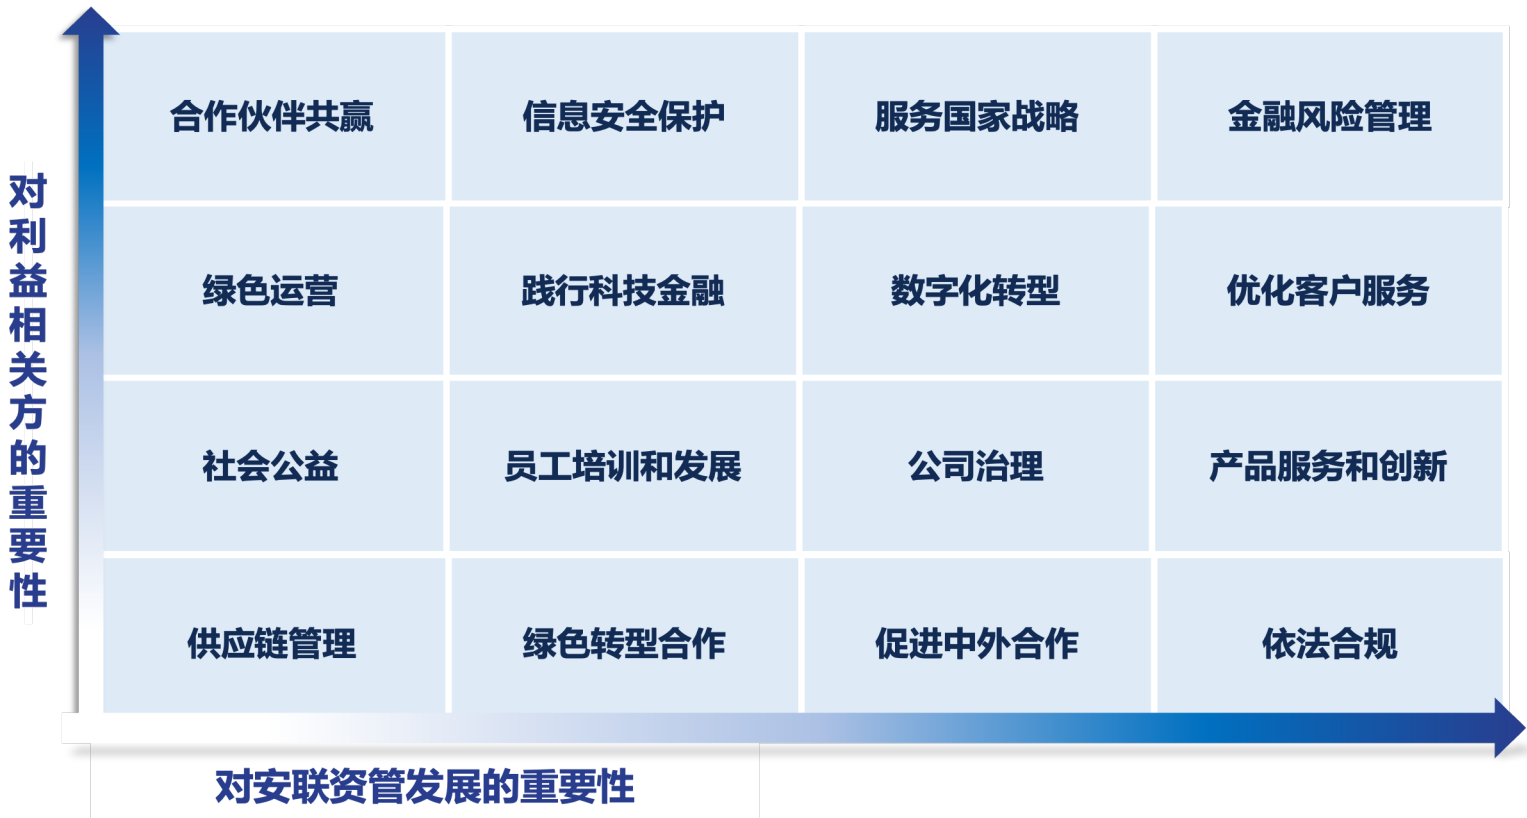 对利益相关方的重要性
合作伙伴共赢
信息安全保护
服务国家战略
金融风险管理
绿色运营
践行科技金融
数字化转型
优化客户服务
社会公益
员工培训和发展
公司治理
产品服务和创新
供应链管理
绿色转型合作
促进中外合作
依法合规
对安联资管发展的重要性